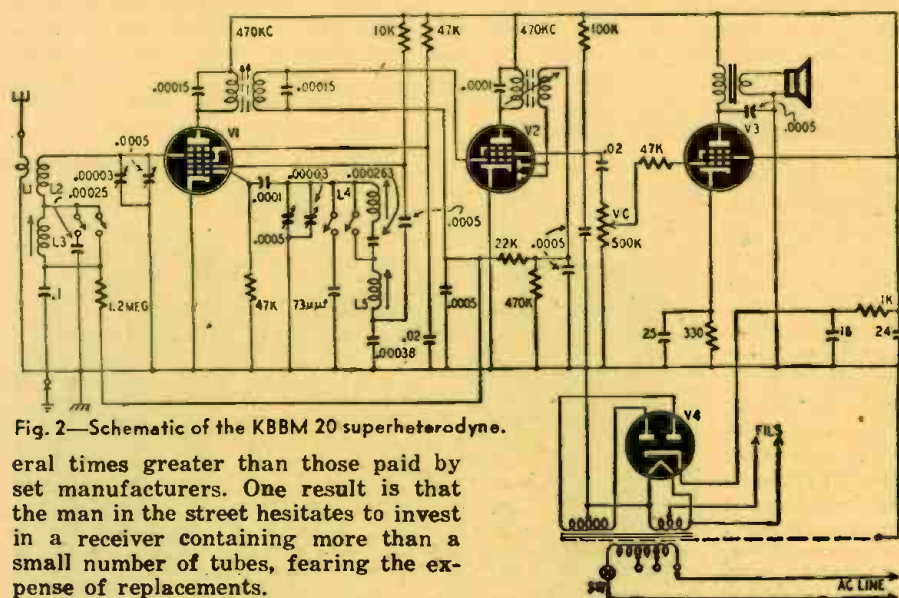 470KC
10K
47K
470KC
100K
.00015
.00015
.0001
.0005
V1
V2
V3
.02
47K
.0005
.00003
L1
L2
.00025
.0001
.00003
L4
.000263
.0005
VC
500K
L3
.0005
22K
.0005
.1
1.2MEG
47K
73μμf
L5
.0005
470K
25
330
1K
18
24
.00038
.02
V4
FILS
Fig. 2—Schematic of the KBBM 20 superheterodyne.
eral times greater than those paid by
set manufacturers. One result is that
the man in the street hesitates to invest
in a receiver containing more than a
small number of tubes, fearing the ex-
pense of replacements.
SW
AC LINE